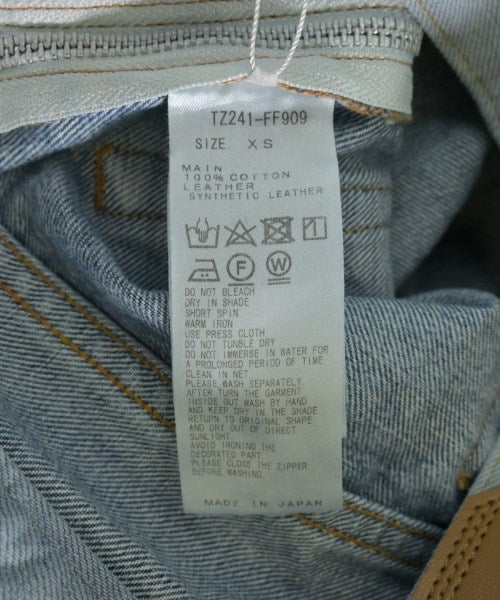 TZ241-FF909
SIZE. XS
MAIN
100% COTTON
LEATHER
SYNTHETIC LEATHER
F W
DO NOT BLEACH
DRY IN SHADE
SHORT SPIN
WARM IRON
USE PRESS CLOTH
DO NOT TUMBLE DRY
DO NOT IMMERSE IN WATER FOR
A PROLONGED PERIOD OF TIME.
CLEAN IN NET
PLEASE WASH SEPARATELY
AFTER TURN THE GARMENT
INSIDE OUT WASH BY HAND
AND KEEP DRY IN THE SHADE
RETURN TO ORIGINAL SHAPE
AND DRY OUT OF DIRECT
SUNLIGHT
AVOID IRONING THE
DECORATED PART
PLEASE CLOSE THE ZIPPER
BEFORE WASHING
MADE IN JAPAN